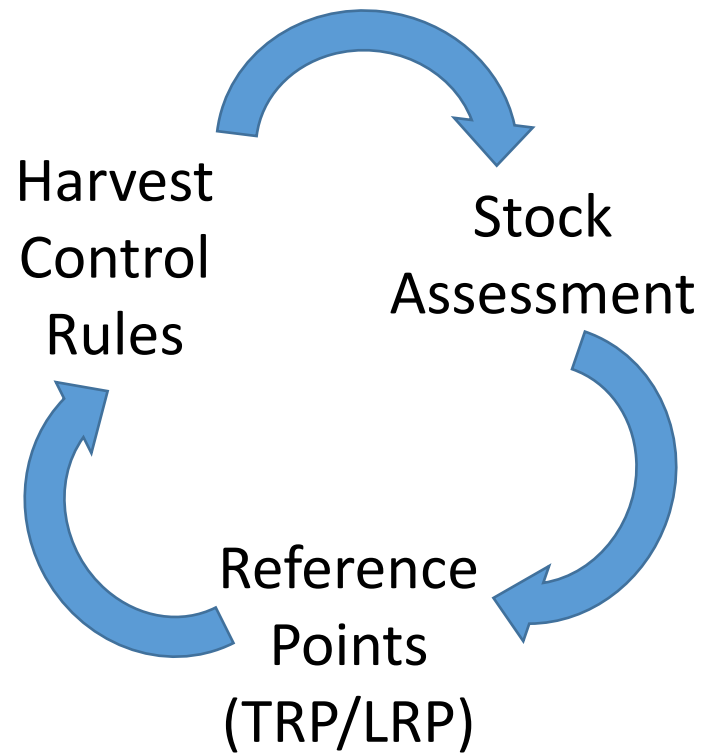 Harvest
Control
Rules
Stock
Assessment
Reference
Points
(TRP/LRP)